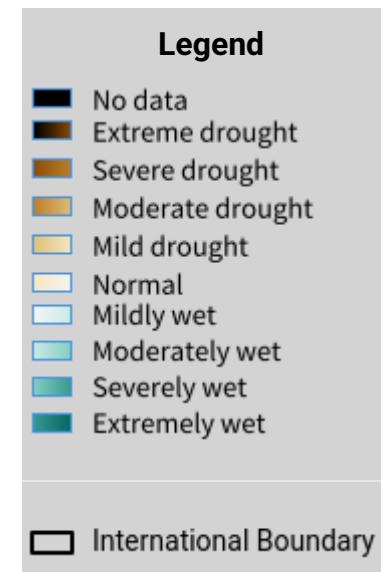 Legend
No data
Extreme drought
Severe drought
Moderate drought
Mild drought
Normal
Mildly wet
Moderately wet
Severely wet
Extremely wet
International Boundary